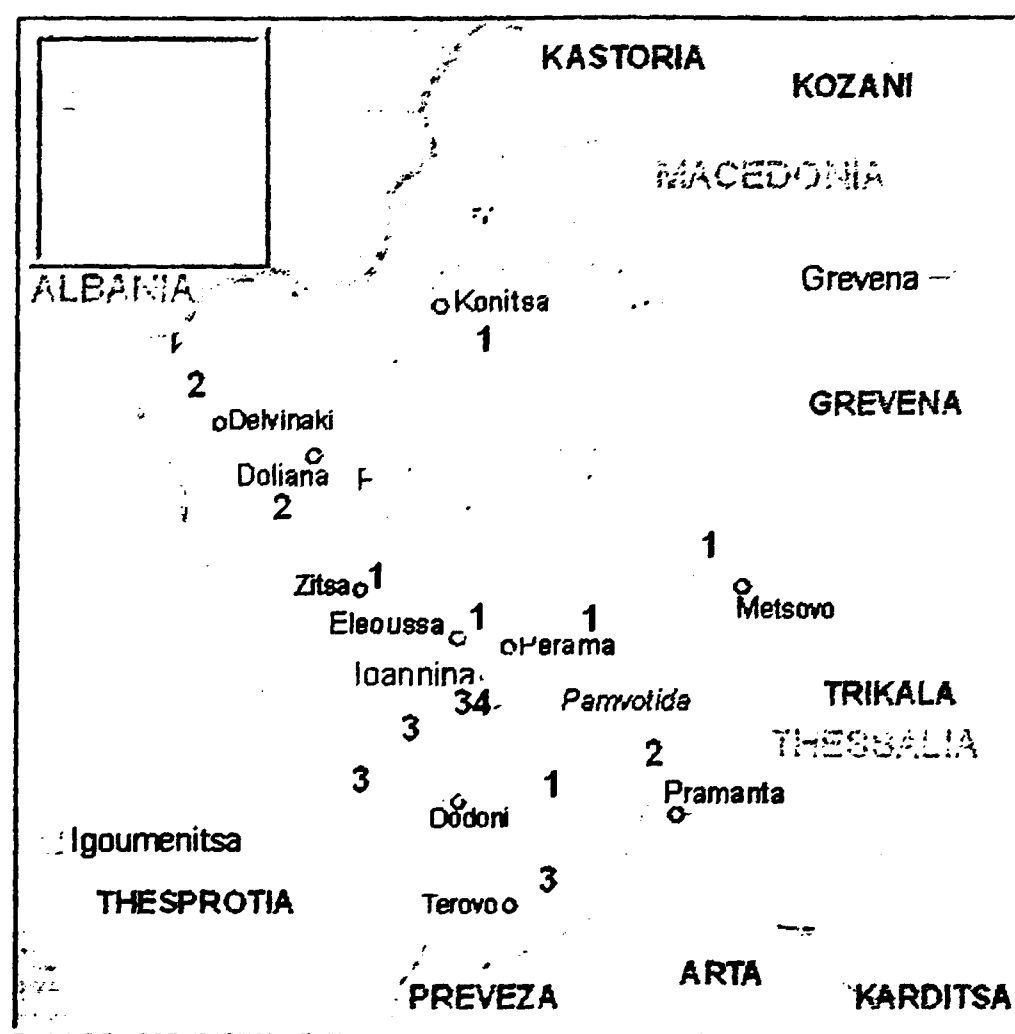 KASTORIA
KOZANI
MACEDONIA
ALBANIA
Grevena
Konitsa
1
2
GREVENA
Delvinaki
Doliana
2
1
Zitsa 1
Metsovo
Eleoussa 1
1
Perama
Ioannina
34
Pamvotida
TRIKALA
3
THESSALIA
2
3
1
Pramanta
Dodoni
Igoumenitsa
3
THESPROTIA
Terovo
ARTA
PREVEZA
KARDITSA